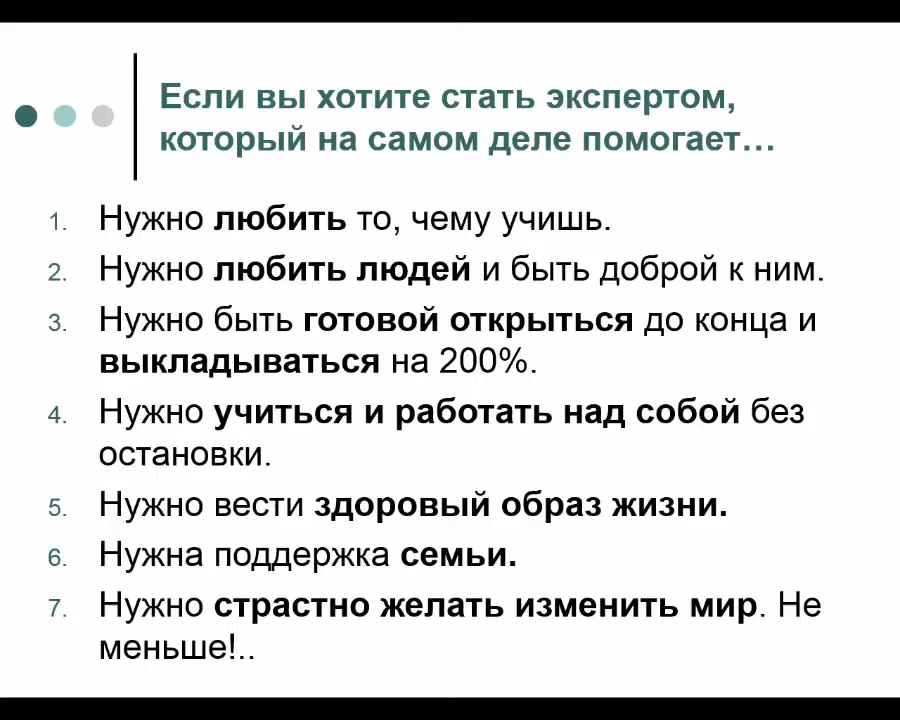 Если вы хотите стать экспертом,
который на самом деле помогает...
1. Нужно любить то, чему учишь.
2. Нужно любить людей и быть доброй к ним.
3. Нужно быть готовой открыться до конца и
выкладываться на 200%.
4. Нужно учиться и работать над собой без
остановки.
5. Нужно вести здоровый образ жизни.
6. Нужна поддержка семьи.
7. Нужно страстно желать изменить мир. Не
меньше!..